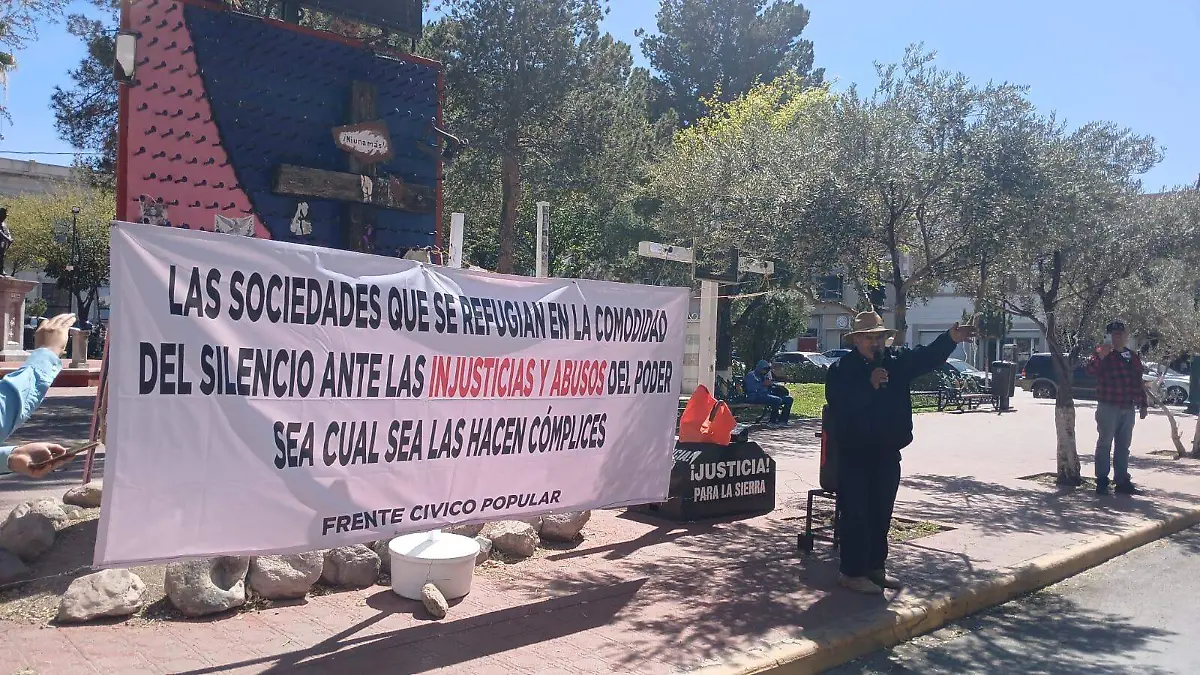 ¡Ni una más!
LAS SOCIEDADES QUE SE REFUGIAN EN LA COMODIDAD
DEL SILENCIO ANTE LAS INJUSTICIAS Y ABUSOS DEL PODER
SEA CUAL SEA LAS HACEN CÓMPLICES
FRENTE CIVICO POPULAR
¡JUSTICIA!
PARA LA SIERRA